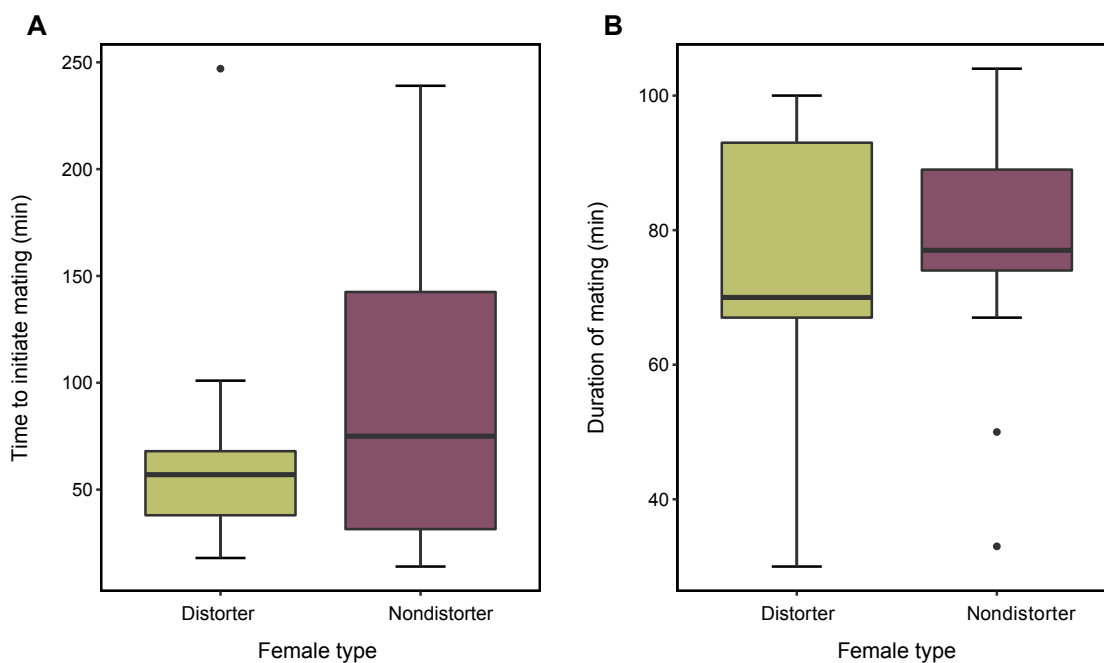 A
Time to initiate mating (min)
250
200
150
100
50
Distorter
Nondistorter
Female type
B
Duration of mating (min)
100
80
60
40
Distorter
Nondistorter
Female type